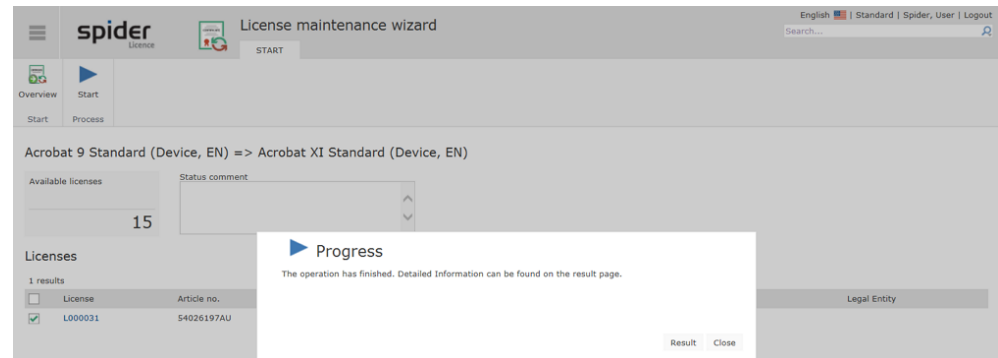 English | Standard | Spider, User | Logout
spider
Licence
License maintenance wizard
Search...
START
Overview
Start
Start
Process
Acrobat 9 Standard (Device, EN) => Acrobat XI Standard (Device, EN)
Available licenses
Status comment
15
Progress
The operation has finished. Detailed Information can be found on the result page.
Licenses
1 results
License Article no. Legal Entity
L000031 54026197AU
Result Close